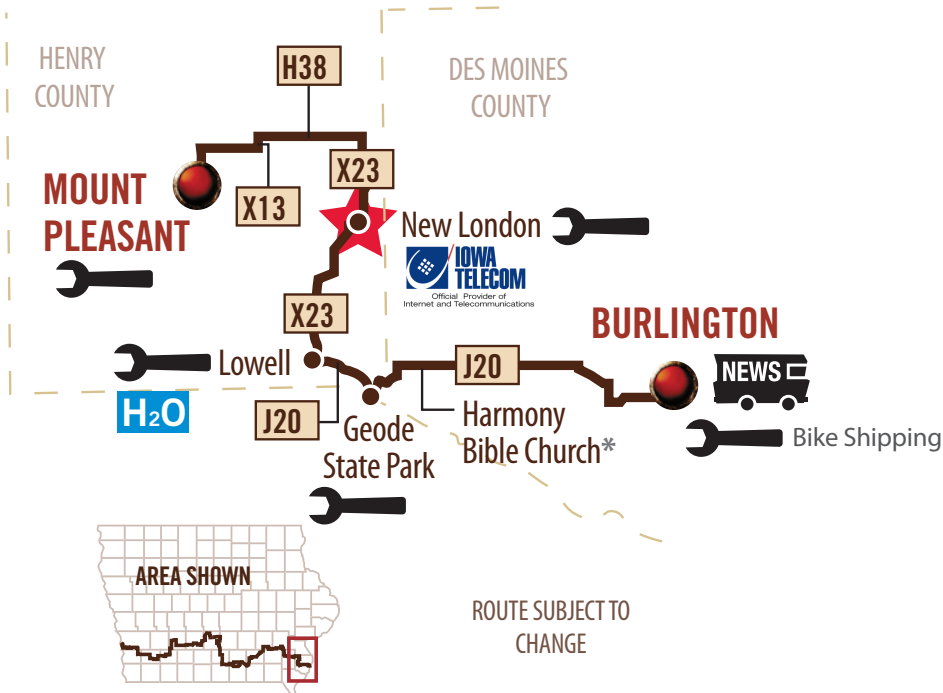 HENRY
COUNTY
H38
DES MOINES
COUNTY
X23
MOUNT
PLEASANT
X13
New London
IOWA
TELECOM
Official Provider of
Internet and Telecommunications
X23
BURLINGTON
Lowell
J20
NEWS
H2O
J20
Geode
State Park
Harmony
Bible Church*
Bike Shipping
AREA SHOWN
ROUTE SUBJECT TO
CHANGE